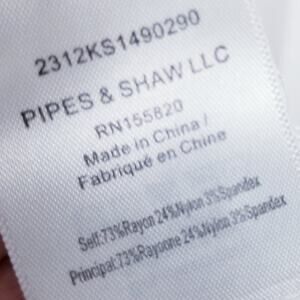 2312KS1490290
PIPES & SHAW LLC
RN155820
Made in China /
Fabriqué en Chine
Self:73%Rayon 24%Nylon 3%Spandex
Principal:73%Rayonne 24%Nylon 3%Spandex